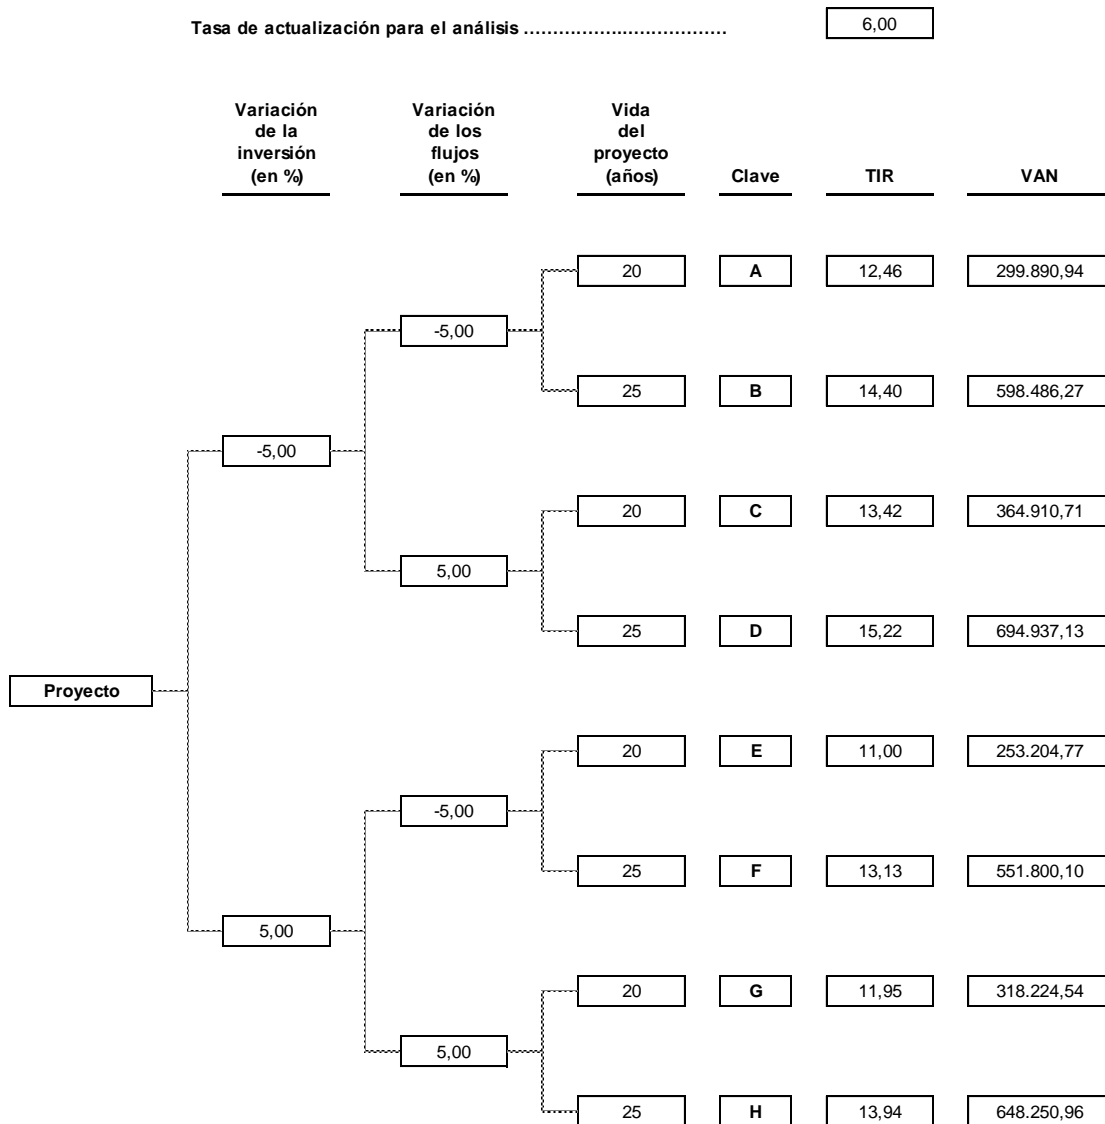 Tasa de actualización para el análisis ……………………………… 6,00
Variación de la inversión (en %)
Variación de los flujos (en %)
Vida del proyecto (años)
Clave
TIR
VAN
20 A 12,46 299.890,94
-5,00
25 B 14,40 598.486,27
-5,00
20 C 13,42 364.910,71
5,00
25 D 15,22 694.937,13
Proyecto
20 E 11,00 253.204,77
-5,00
25 F 13,13 551.800,10
5,00
20 G 11,95 318.224,54
5,00
25 H 13,94 648.250,96